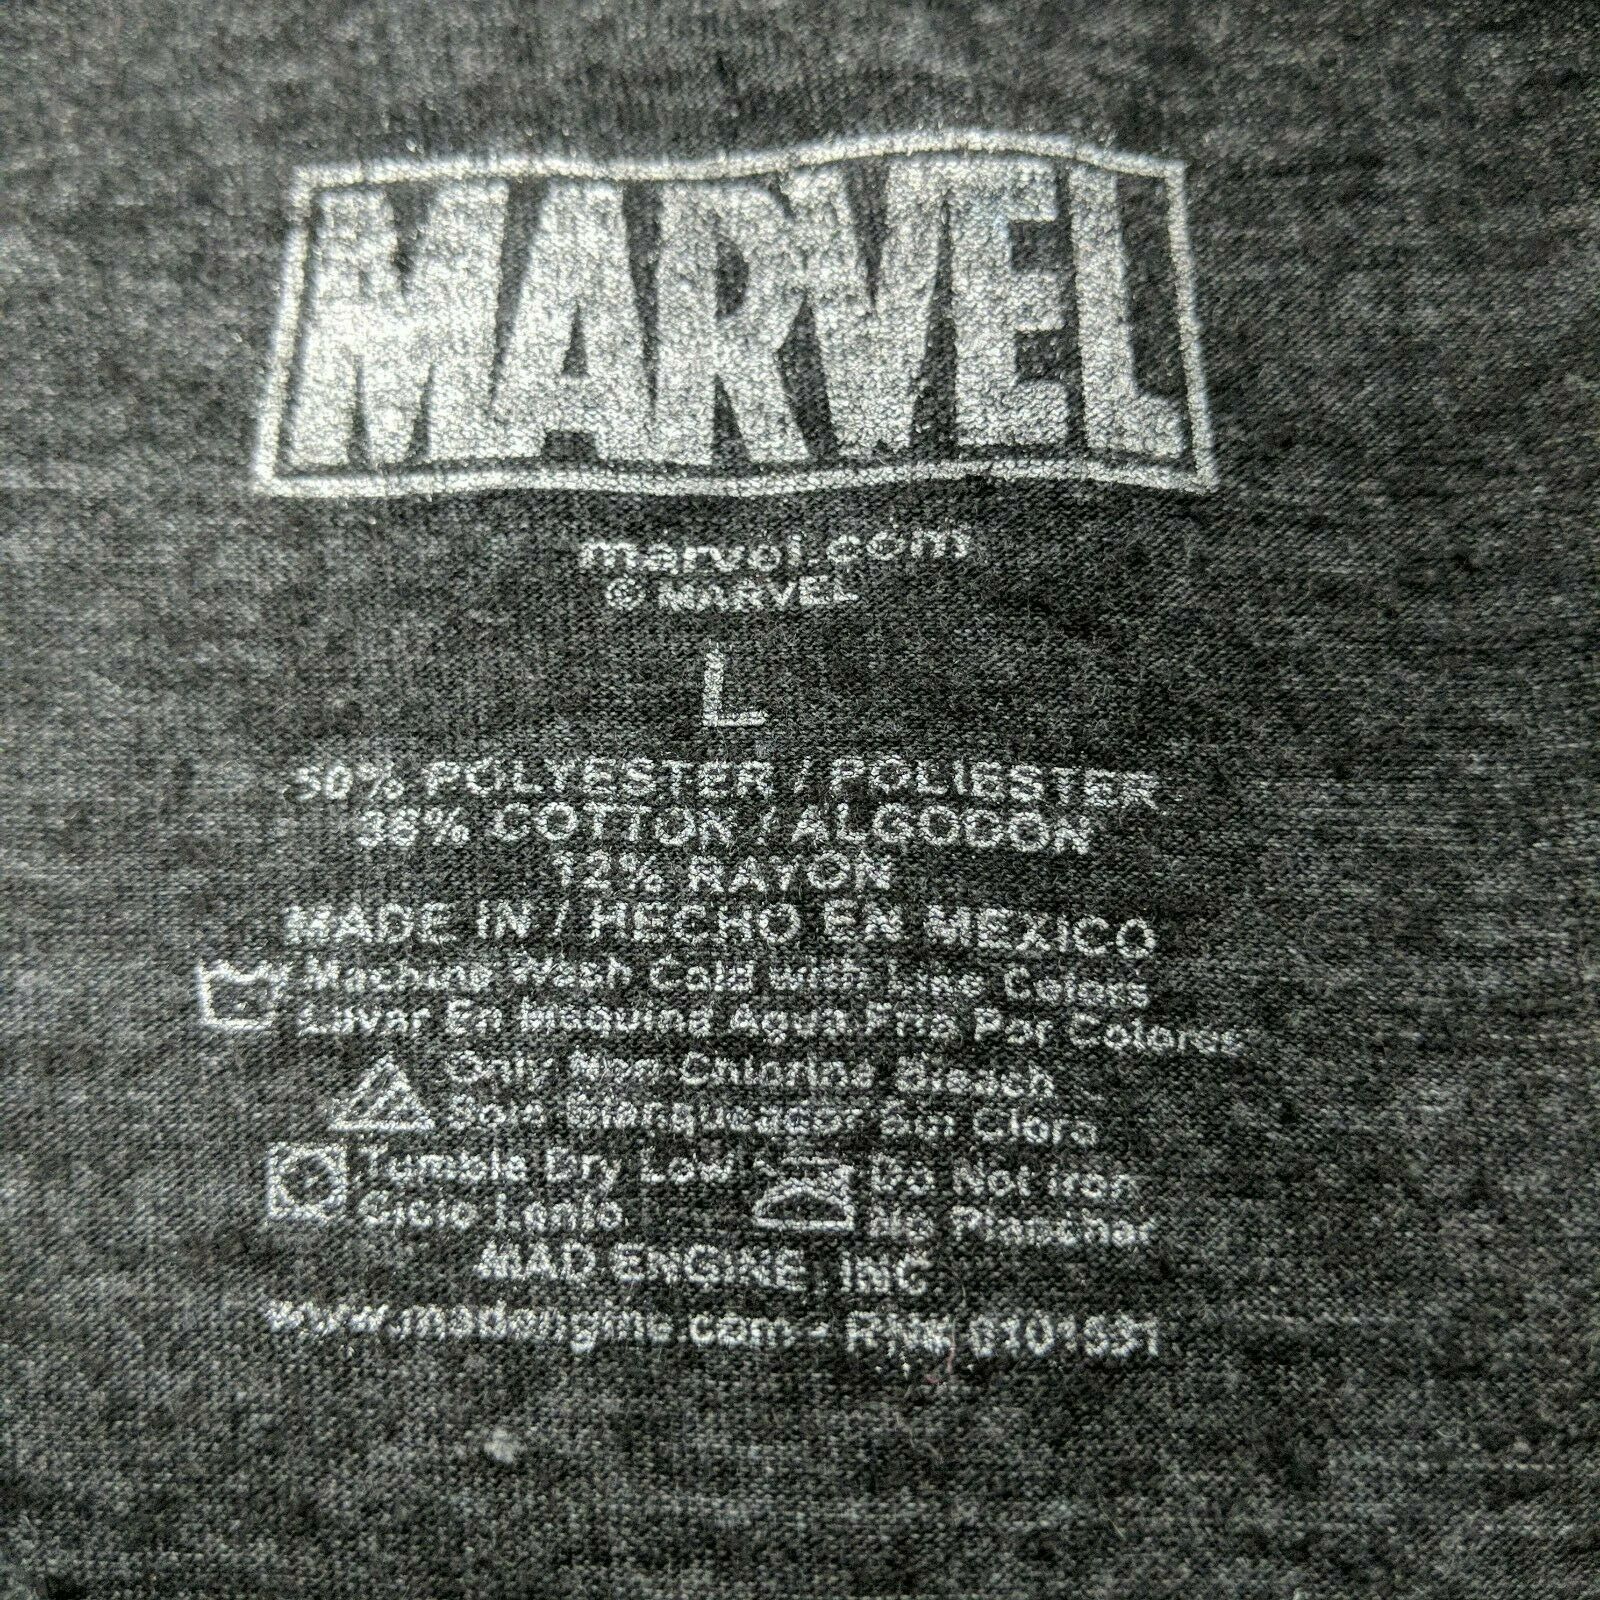 MARVEL
marvel.com
© MARVEL
L
50% POLYESTER / POLIESTER
38% COTTON / ALGODON
12% RAYON
MADE IN / HECHO EN MEXICO
Machine Wash Cold with Like Colors
Lavar En Maquina Agua Fria Por Colores
Only Non-Chlorine Bleach
Solo Blanqueador Sin Cloro
Tumble Dry Low
Ciclo Lento
Do Not Iron
No Planchar
MAD ENGINE, INC
www.madengine.com - RN# 0101331